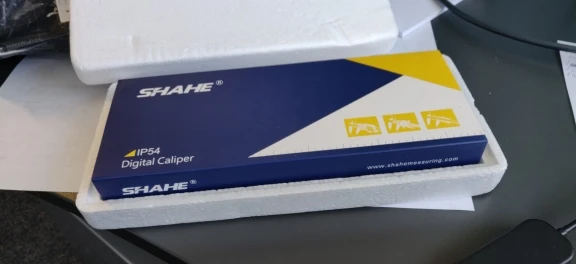 SHAHE®
IP54
Digital Caliper
www.shahemeasuring.com
SHAHE®